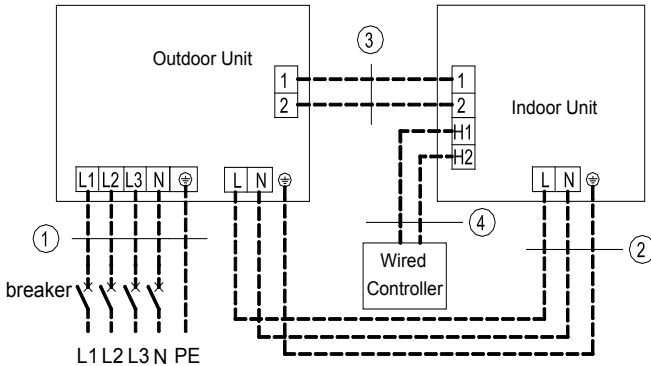 ③
Outdoor Unit
1
1
2
2
Indoor Unit
H1
H2
L1 L2 L3 N
L N
L N
④
①
②
Wired
Controller
breaker
L1 L2 L3 N PE